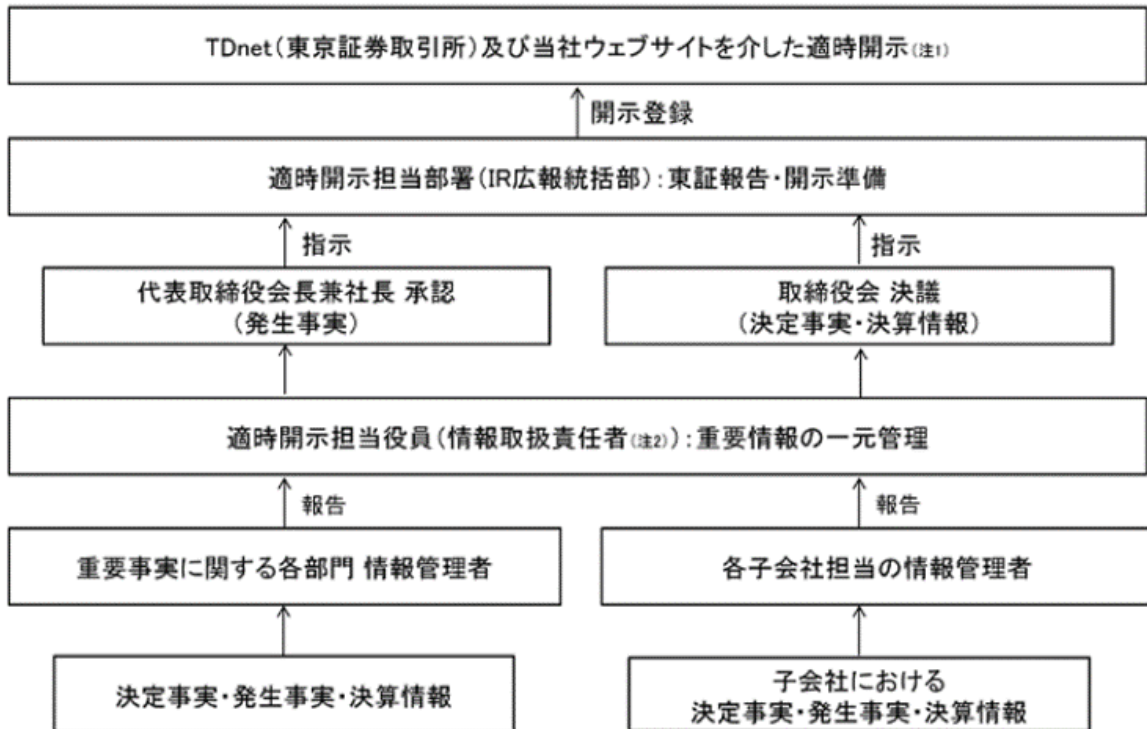 TDnet(東京証券取引所)及び当社ウェブサイトを介した適時開示(注1)
開示登録
適時開示担当部署(IR広報統括部):東証報告・開示準備
指示
指示
代表取締役会長兼社長 承認
(発生事実)
取締役会 決議
(決定事実・決算情報)
適時開示担当役員(情報取扱責任者(注2)):重要情報の一元管理
報告
報告
重要事実に関する各部門 情報管理者
各子会社担当の情報管理者
決定事実・発生事実・決算情報
子会社における
決定事実・発生事実・決算情報